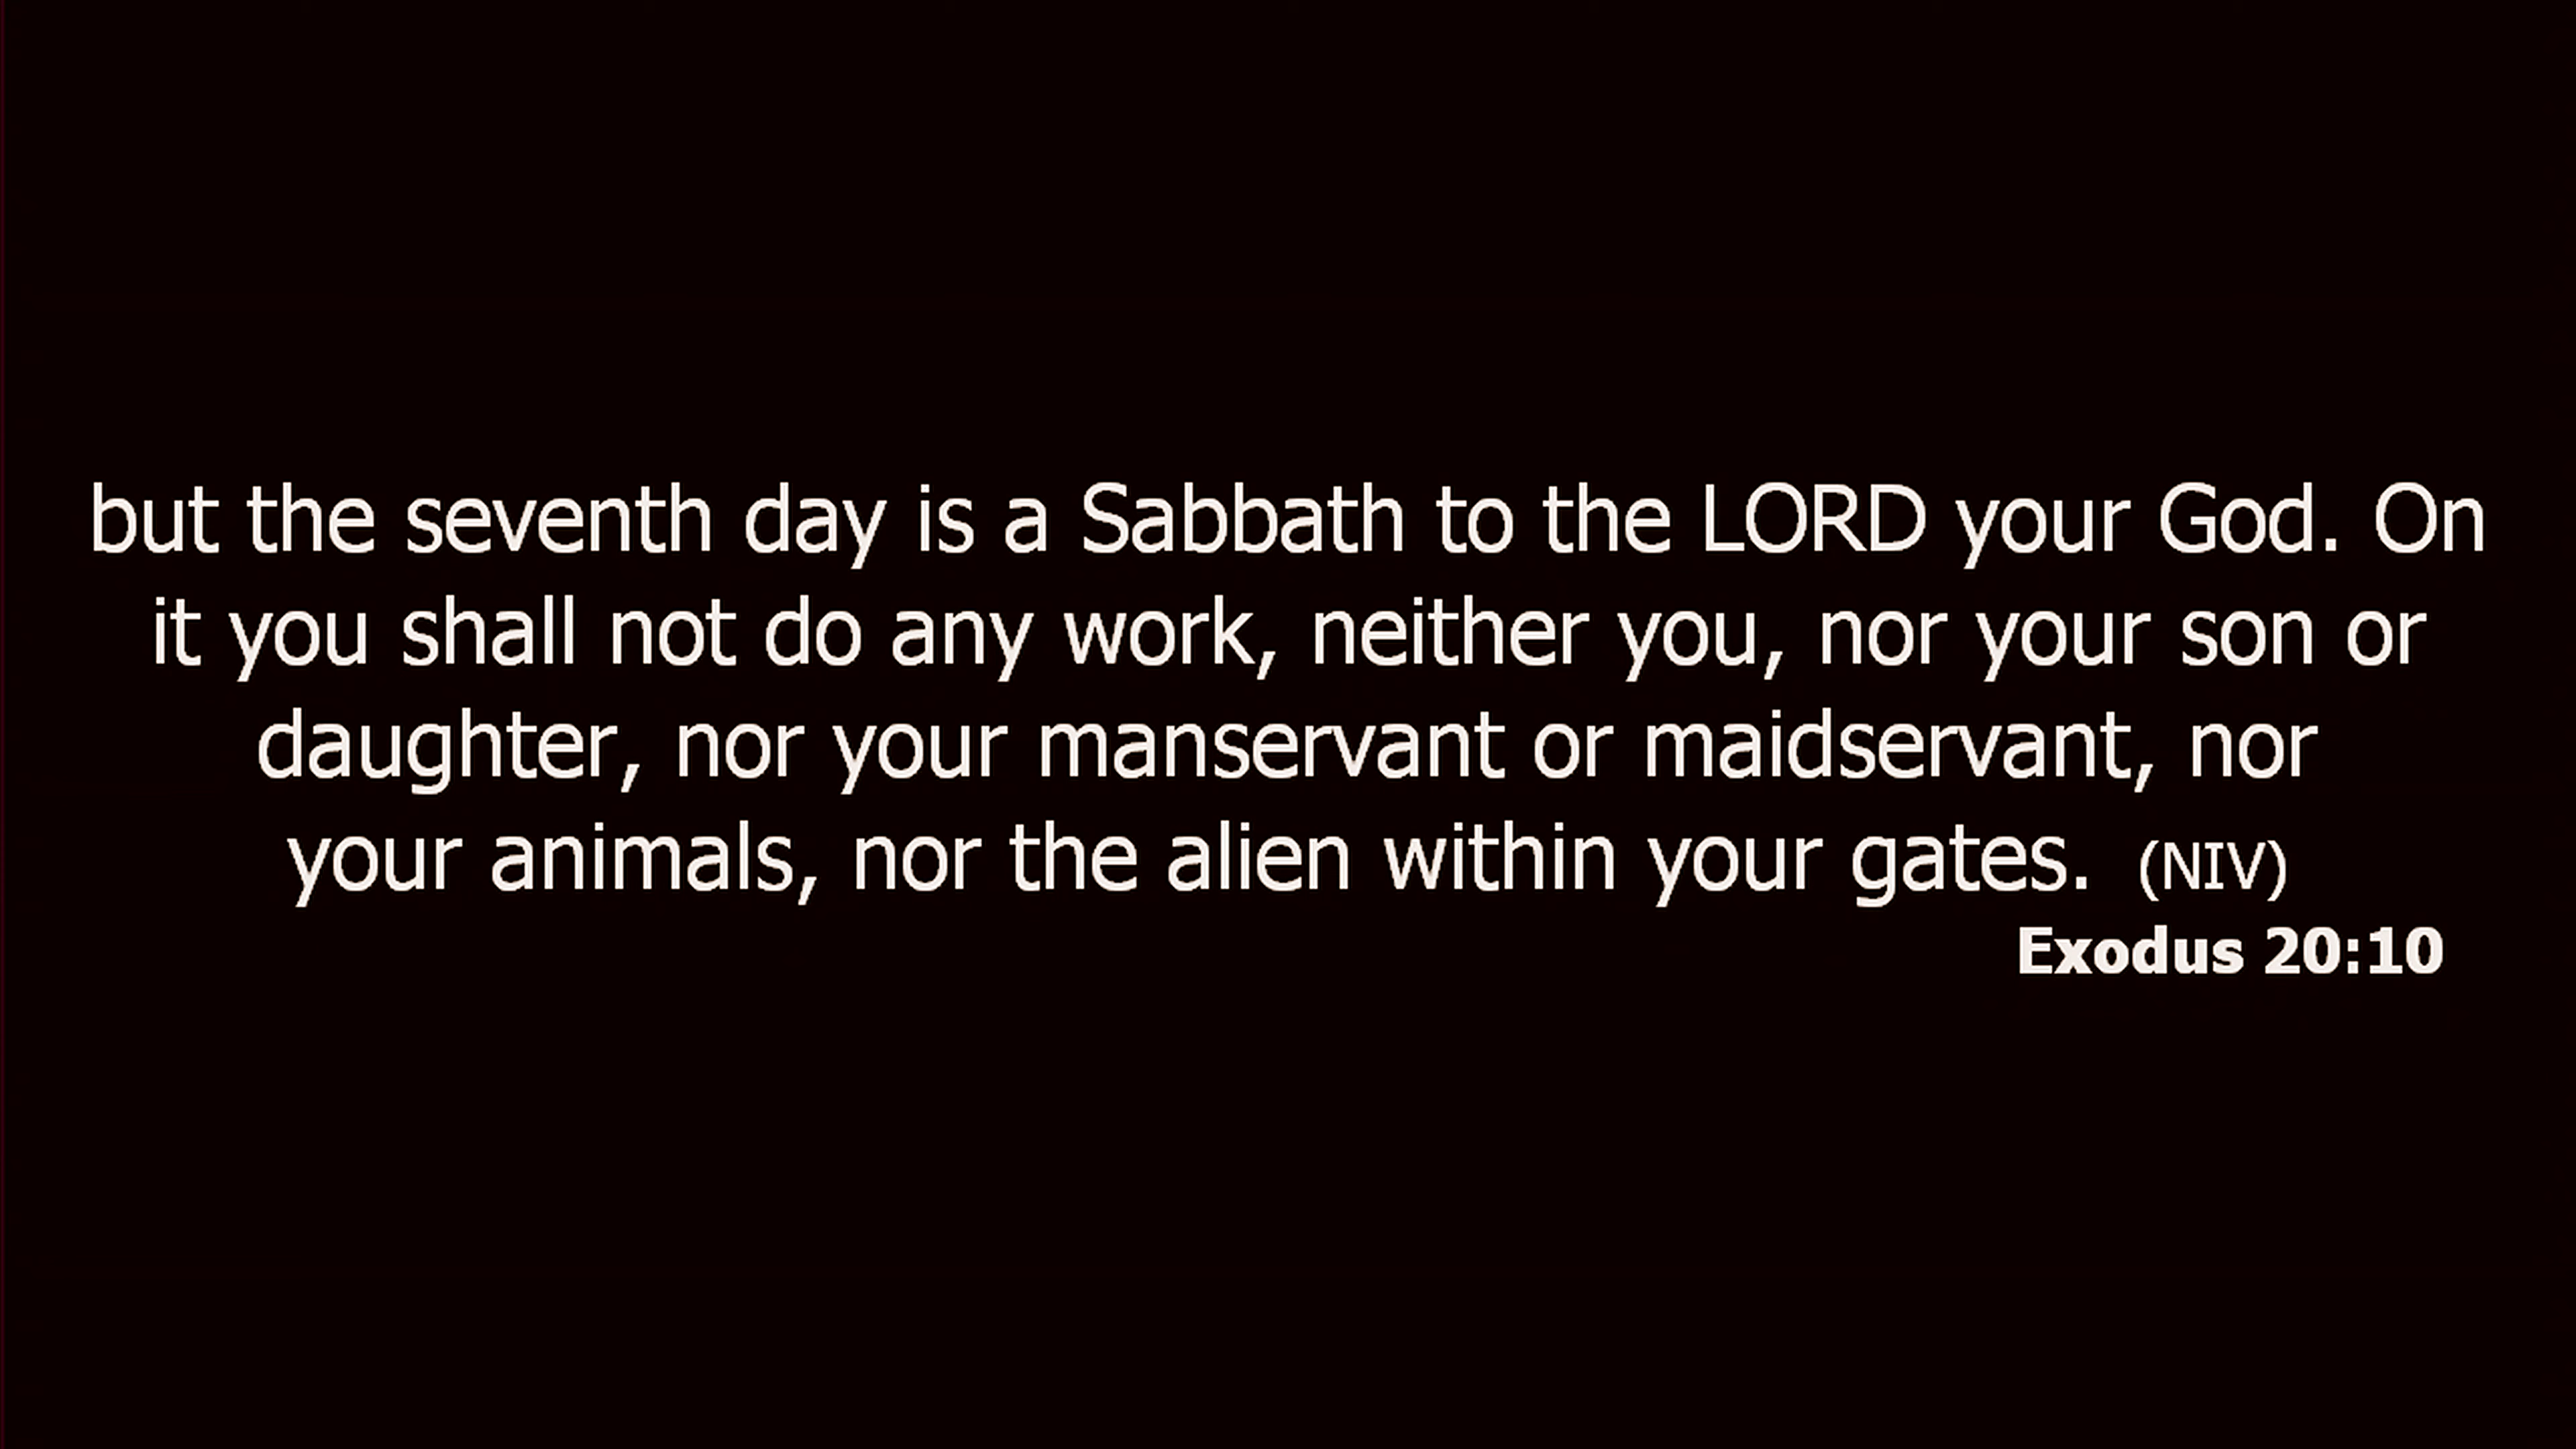 but the seventh day is a Sabbath to the LORD your God. On
it you shall not do any work, neither you, nor your son or
daughter, nor your manservant or maidservant, nor
your animals, nor the alien within your gates. (NIV)
Exodus 20:10